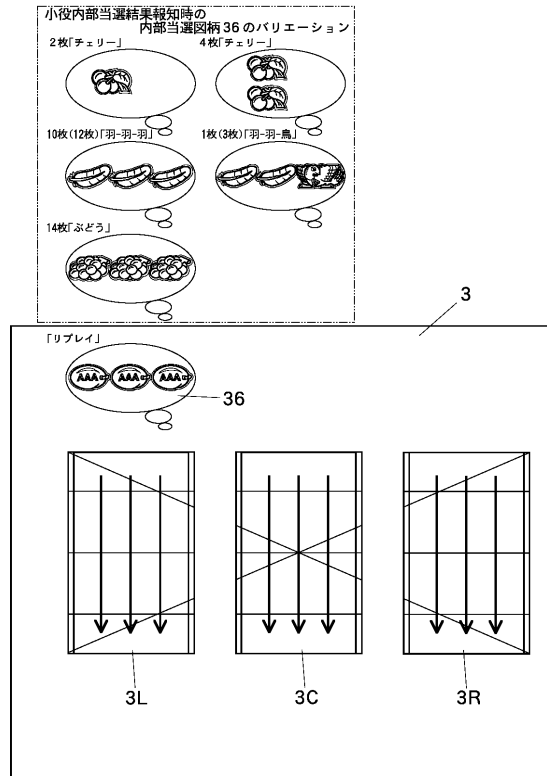 小役内部当選結果報知時の
内部当選図柄36のバリエーション
2枚「チェリー」
4枚「チェリー」
10枚(12枚)「羽-羽-羽」
1枚(3枚)「羽-羽-鳥」
14枚「ぶどう」
3
「リプレイ」
AAA AAA AAA
36
3L
3C
3R